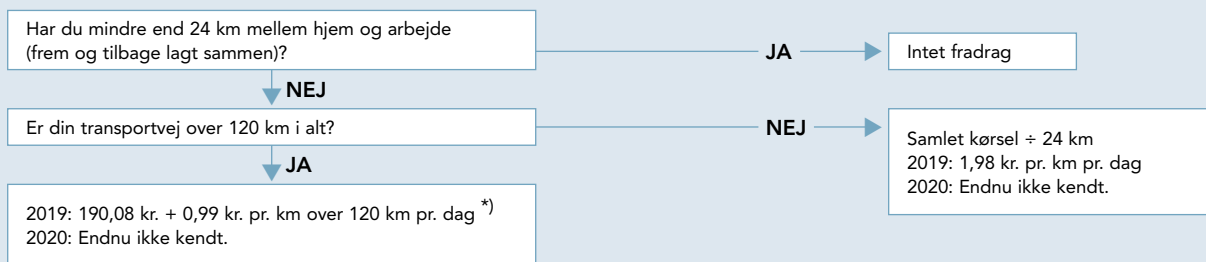 Har du mindre end 24 km mellem hjem og arbejde
(frem og tilbage lagt sammen)?
JA
Intet fradrag
NEJ
Er din transportvej over 120 km i alt?
NEJ
Samlet kørsel ÷ 24 km
2019: 1,98 kr. pr. km pr. dag
2020: Endnu ikke kendt.
JA
2019: 190,08 kr. + 0,99 kr. pr. km over 120 km pr. dag *)
2020: Endnu ikke kendt.